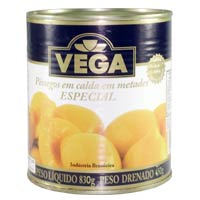 VEGA
Pêssegos em calda em metades
ESPECIAL
Indústria Brasileira
PESO LÍQUIDO 830g PESO DRENADO 450g